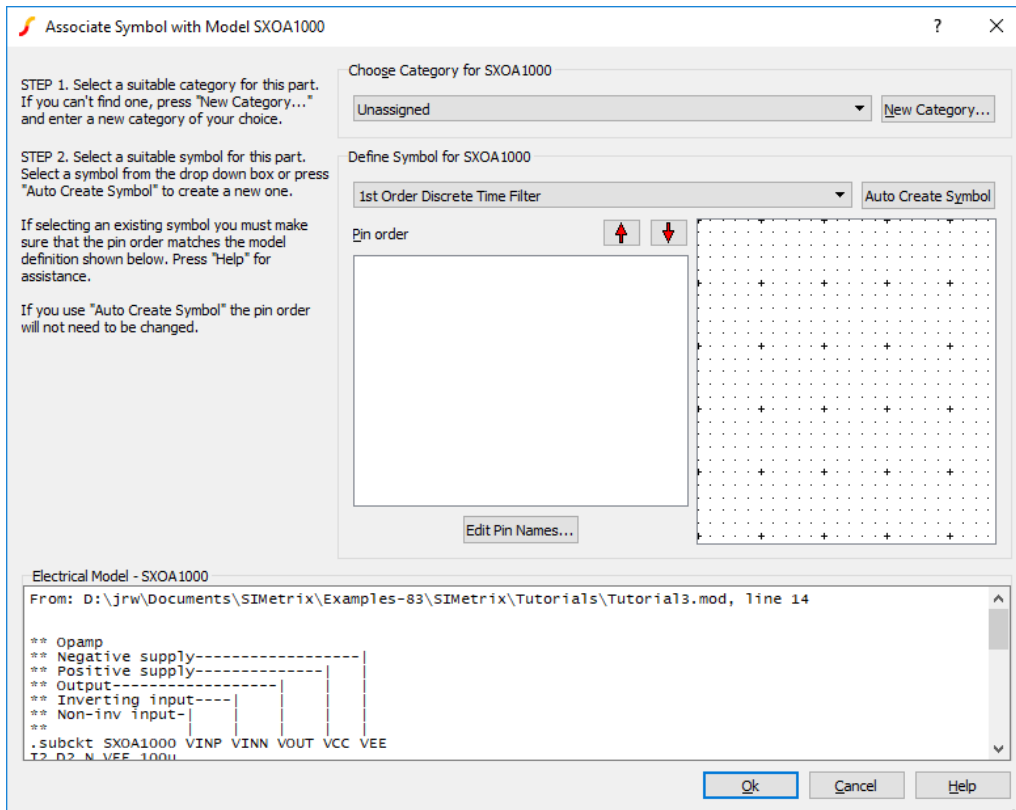 Associate Symbol with Model SXOA1000
STEP 1. Select a suitable category for this part.
If you can't find one, press "New Category..."
and enter a new category of your choice.
STEP 2. Select a suitable symbol for this part.
Select a symbol from the drop down box or press
"Auto Create Symbol" to create a new one.
If selecting an existing symbol you must make
sure that the pin order matches the model
definition shown below. Press "Help" for
assistance.
If you use "Auto Create Symbol" the pin order
will not need to be changed.
Choose Category for SXOA1000
Unassigned
New Category...
Define Symbol for SXOA1000
1st Order Discrete Time Filter
Auto Create Symbol
Pin order
Edit Pin Names...
Electrical Model - SXOA1000
From: D:\jrw\Documents\SIMetrix\Examples-83\SIMetrix\Tutorials\Tutorial3.mod, line 14
** Opamp
** Negative supply------------------|
** Positive supply--------------|   |
** Output------------------|    |   |
** Inverting input----|    |    |   |
** Non-inv input-|    |    |    |   |
**               |    |    |    |   |
.subckt SXOA1000 VINP VINN VOUT VCC VEE
I2 D2_N VEE 100u
Ok
Cancel
Help